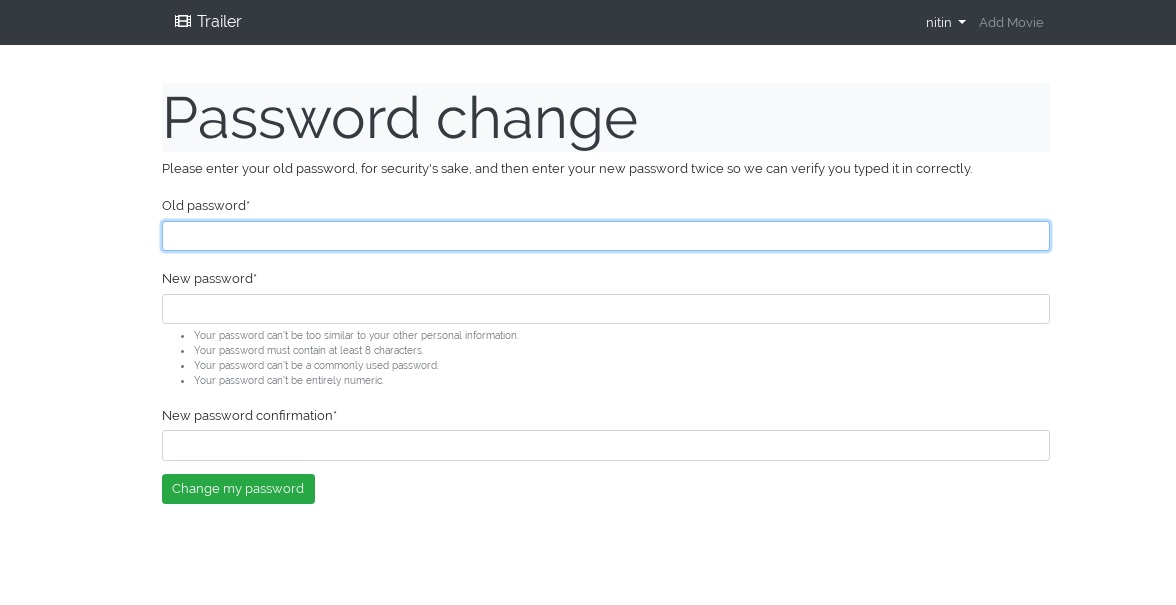 Trailer
nitin
Add Movie
Password change
Please enter your old password, for security's sake, and then enter your new password twice so we can verify you typed it in correctly.
Old password*
New password*
Your password can't be too similar to your other personal information.
Your password must contain at least 8 characters.
Your password can't be a commonly used password.
Your password can't be entirely numeric.
New password confirmation*
Change my password